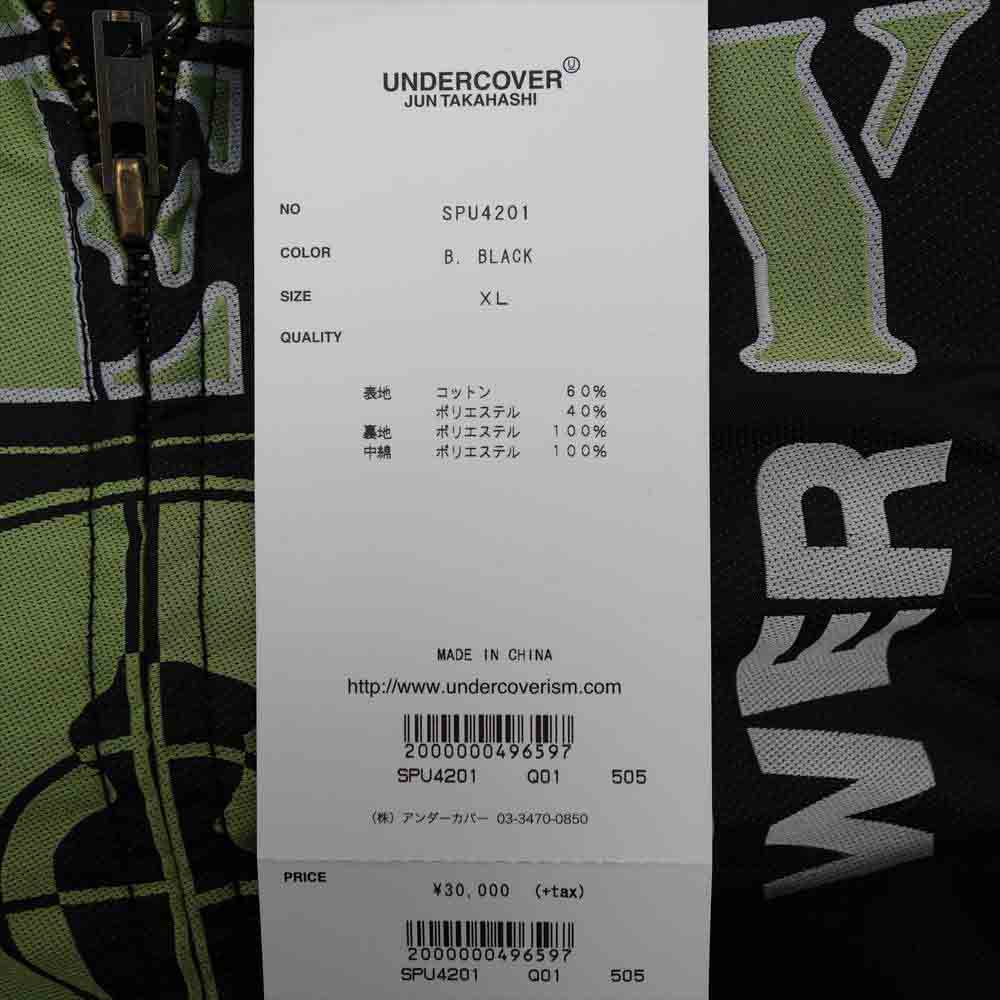 UNDERCOVER Ⓤ
JUN TAKAHASHI
NO SPU4201
COLOR B. BLACK
SIZE XL
QUALITY
表地 コットン 60%
ポリエステル 40%
裏地 ポリエステル 100%
中綿 ポリエステル 100%
MADE IN CHINA
http://www.undercoverism.com
2000000496597
SPU4201 Q01 505
(株) アンダーカバー 03-3470-0850
PRICE ¥30,000 (+tax)
2000000496597
SPU4201 Q01 505
Y
WER